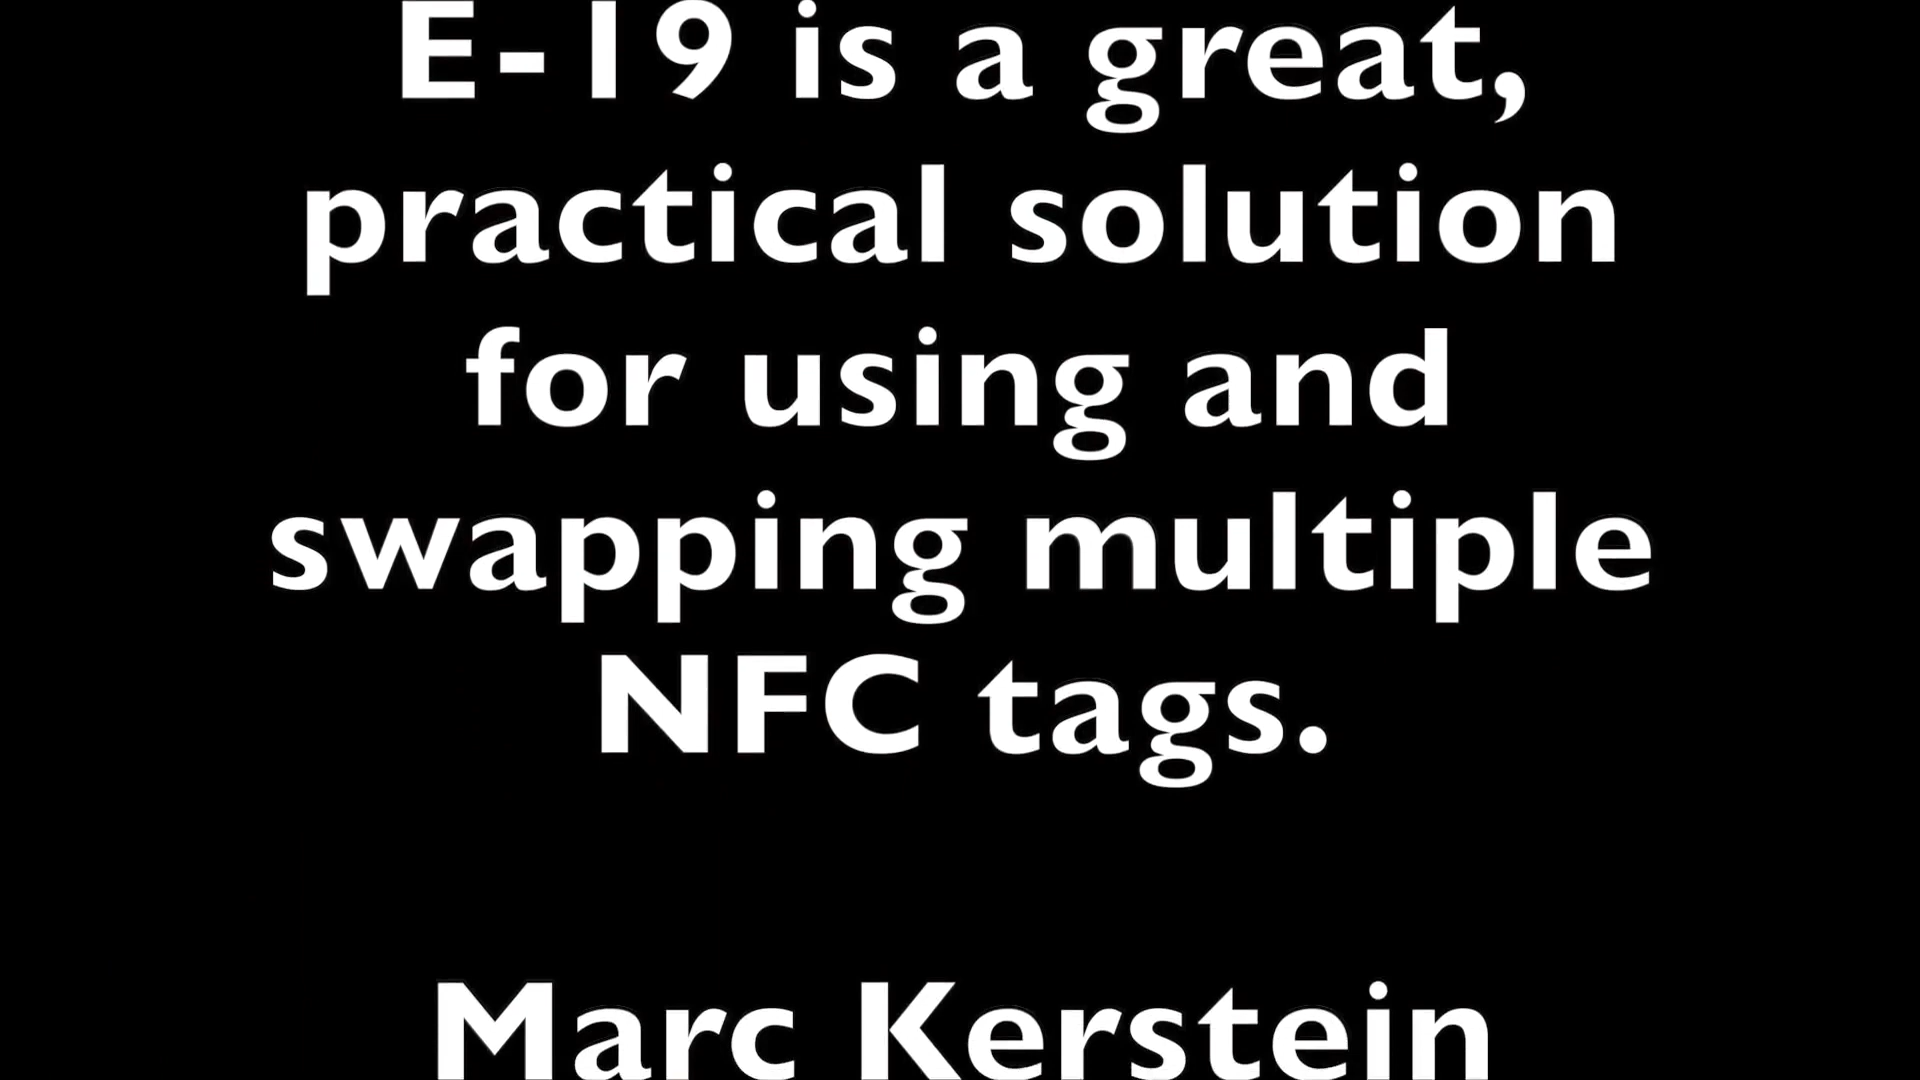 E-19 is a great,
practical solution
for using and
swapping multiple
NFC tags.
Marc Kerstein